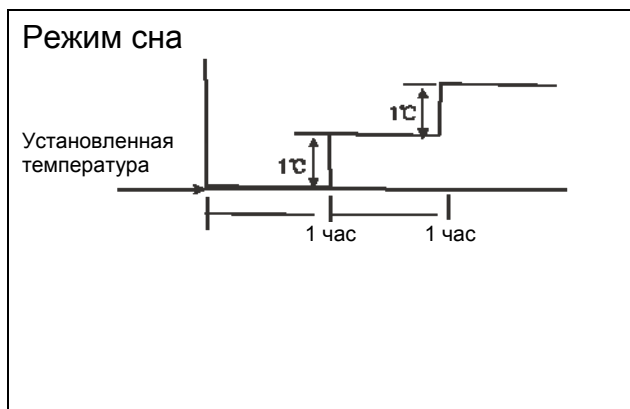 Режим сна
1℃
Установленная
температура
1℃
1 час
1 час